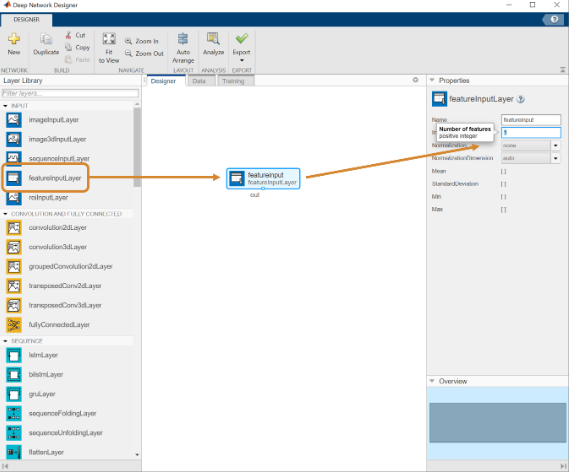 Deep Network Designer
DESIGNER
New
Duplicate
Cut
Copy
Paste
Fit
to View
Zoom In
Zoom Out
Auto
Arrange
Analyze
Export
NETWORK
BUILD
NAVIGATE
LAYOUT
ANALYSIS
EXPORT
Layer Library
Filter layers...
INPUT
imageInputLayer
image3dInputLayer
sequenceInputLayer
featureInputLayer
roiInputLayer
CONVOLUTION AND FULLY CONNECTED
convolution2dLayer
convolution3dLayer
groupedConvolution2dLayer
transposedConv2dLayer
transposedConv3dLayer
fullyConnectedLayer
SEQUENCE
lstmLayer
bilstmLayer
gruLayer
sequenceFoldingLayer
sequenceUnfoldingLayer
flattenLayer
Designer
Data
Training
featureInput
featureInputLayer
out
Properties
featureInputLayer
?
Name
featureInput
Number of features
positive integer
Normalization
none
NormalizationDimension
auto
Mean
[ ]
StandardDeviation
[ ]
Min
[ ]
Max
[ ]
Overview